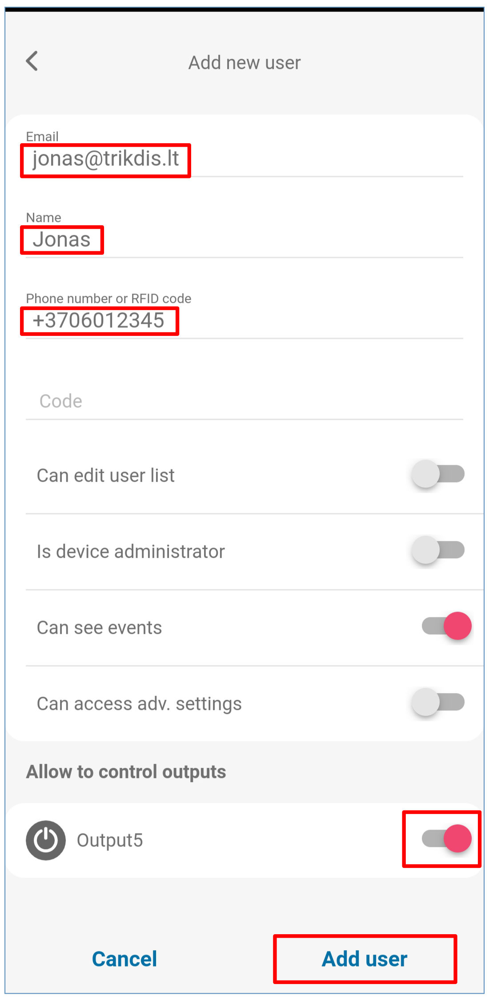 Add new user
Email
jonas@trikdis.lt
Name
Jonas
Phone number or RFID code
+3706012345
Code
Can edit user list
Is device administrator
Can see events
Can access adv. settings
Allow to control outputs
Output5
Cancel
Add user